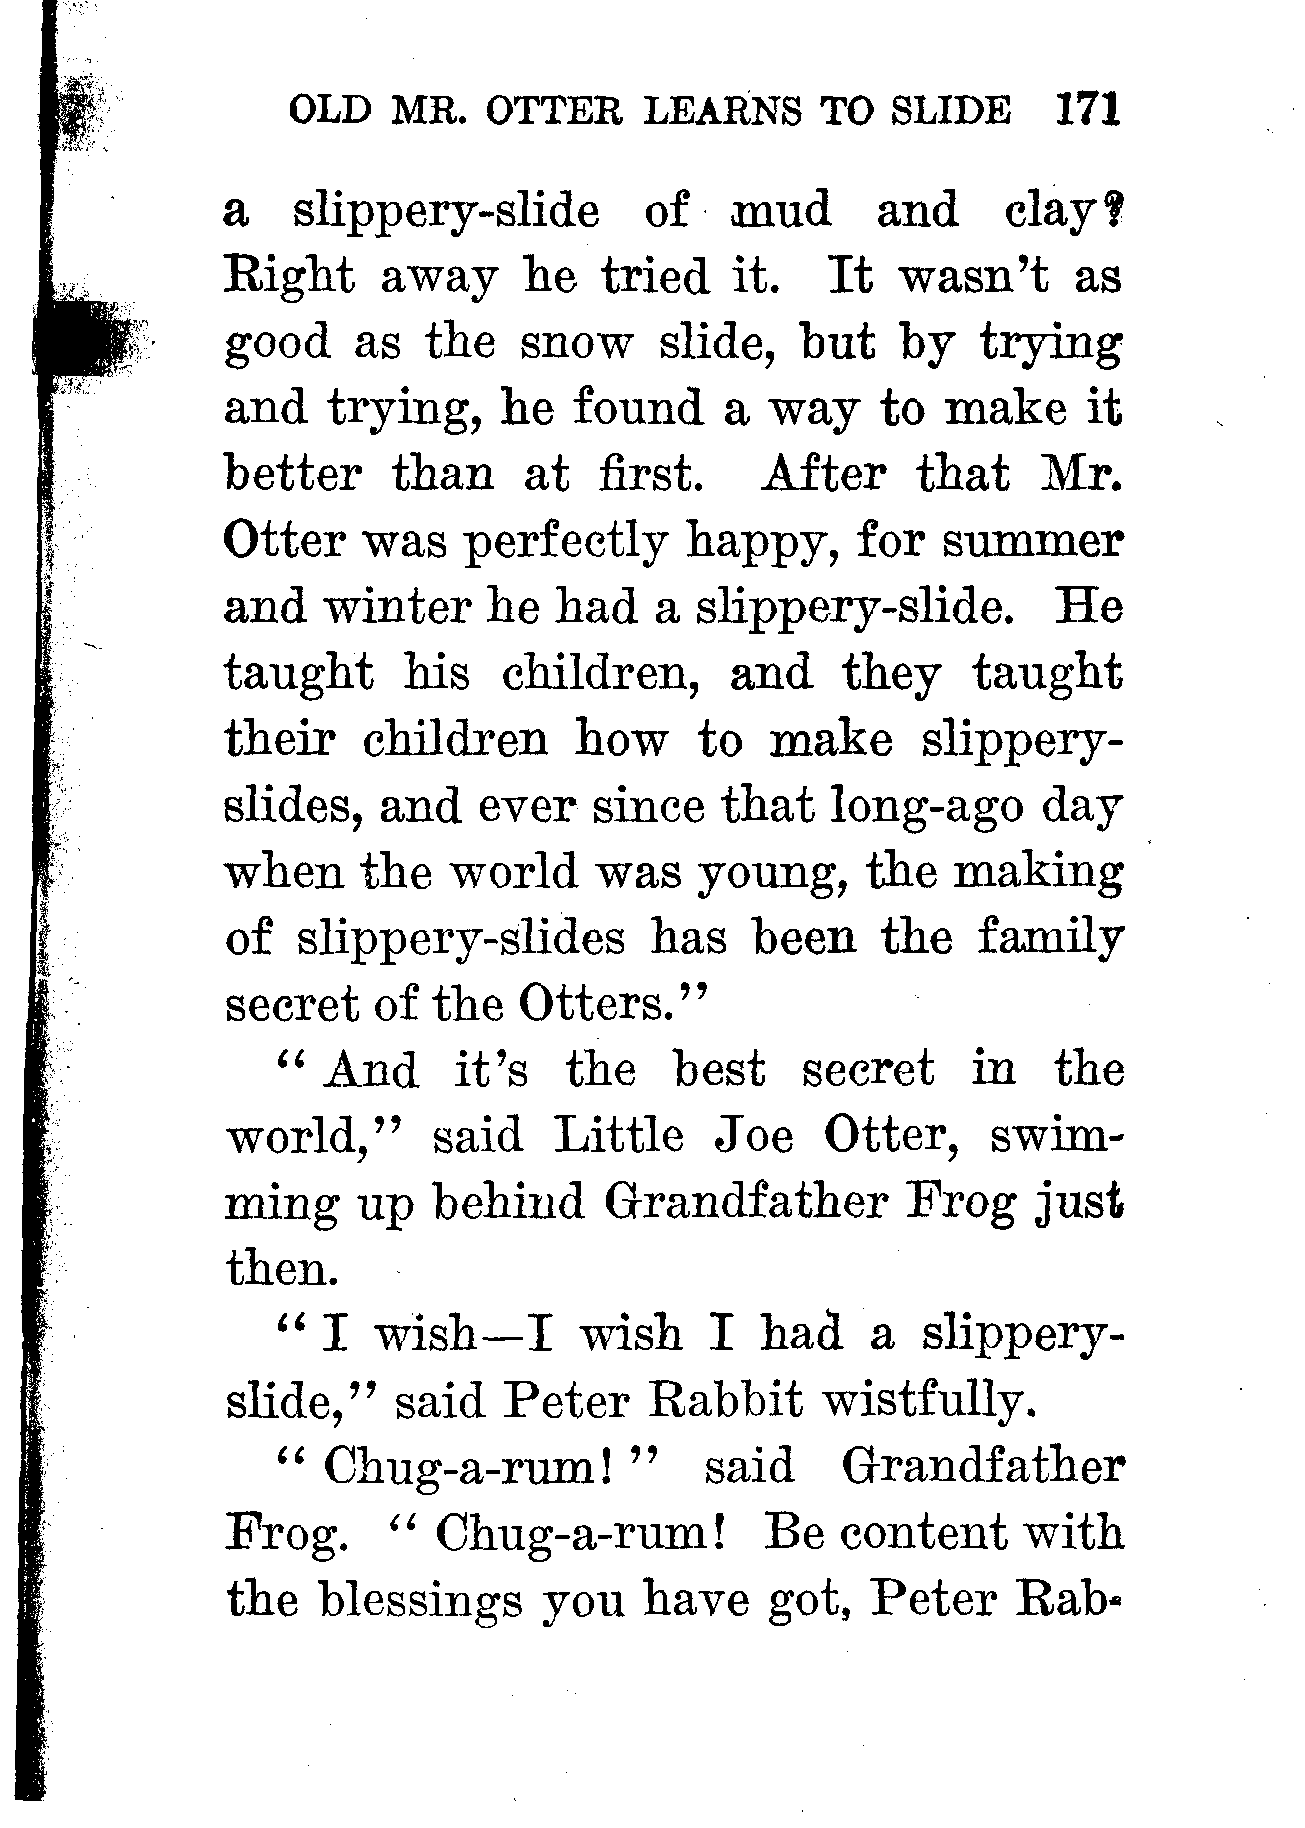 OLD MR. OTTER LEARNS TO SLIDE 171
a slippery-slide of mud and clay?
Right away he tried it. It wasn't as
good as the snow slide, but by trying
and trying, he found a way to make it
better than at first. After that Mr.
Otter was perfectly happy, for summer
and winter he had a slippery-slide. He
taught his children, and they taught
their children how to make slippery-
slides, and ever since that long-ago day
when the world was young, the making
of slippery-slides has been the family
secret of the Otters."
" And it's the best secret in the
world," said Little Joe Otter, swim-
ming up behind Grandfather Frog just
then.
" I wish—I wish I had a slippery-
slide," said Peter Rabbit wistfully.
" Chug-a-rum! " said Grandfather
Frog. " Chug-a-rum! Be content with
the blessings you have got, Peter Rab-